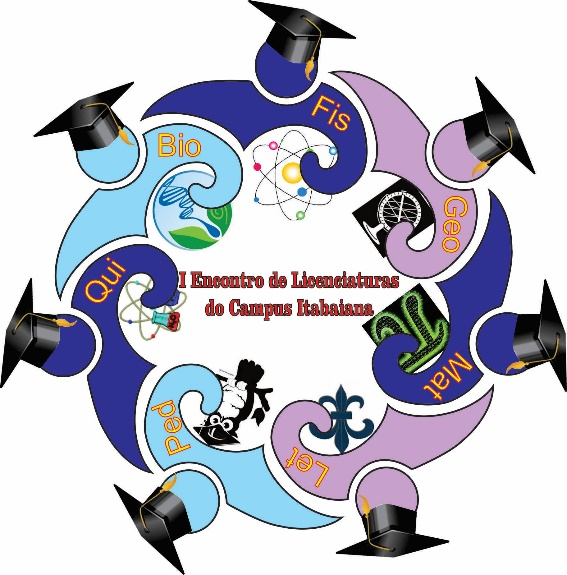 Fis
Bio
Geo
Qui
I Encontro de Licenciaturas
do Campus Itabaiana
Mat
Ped
Let